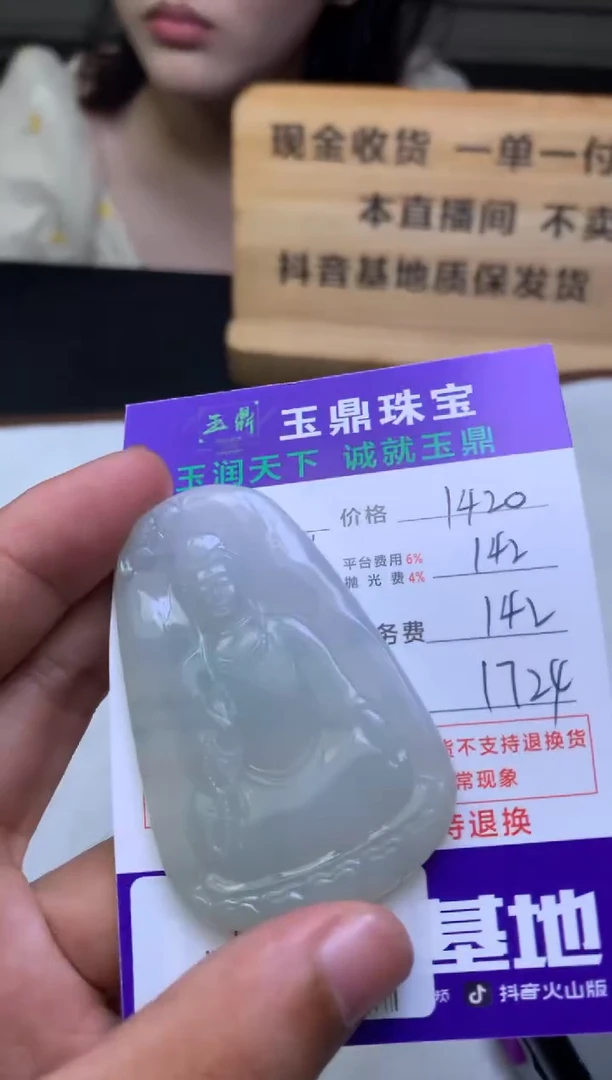 现金收货 一单一付
本直播间 不卖
抖音基地质保发货
玉鼎 玉鼎珠宝
玉润天下 诚就玉鼎
价格 1420
平台费用6%
抛光费4% 142
务费 142
1724
货不支持退换货
常现象
持退换
基地
频 抖音火山版